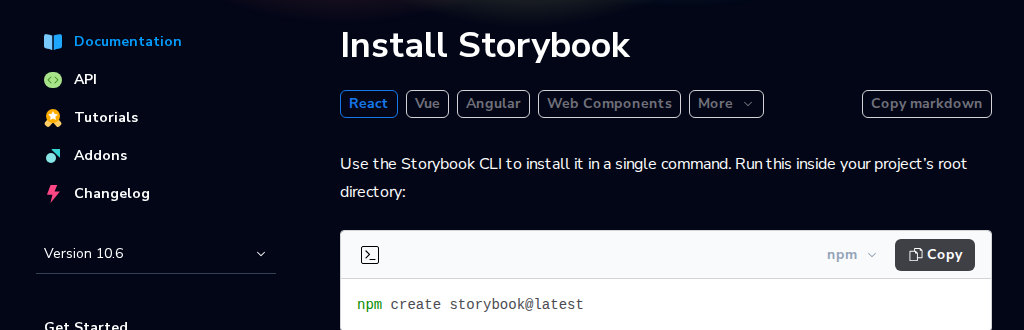 Documentation
API
Tutorials
Addons
Changelog
Version 10.6
Get Started
Install Storybook
React
Vue
Angular
Web Components
More
Copy markdown
Use the Storybook CLI to install it in a single command. Run this inside your project's root
directory:
npm
Copy
npm create storybook@latest